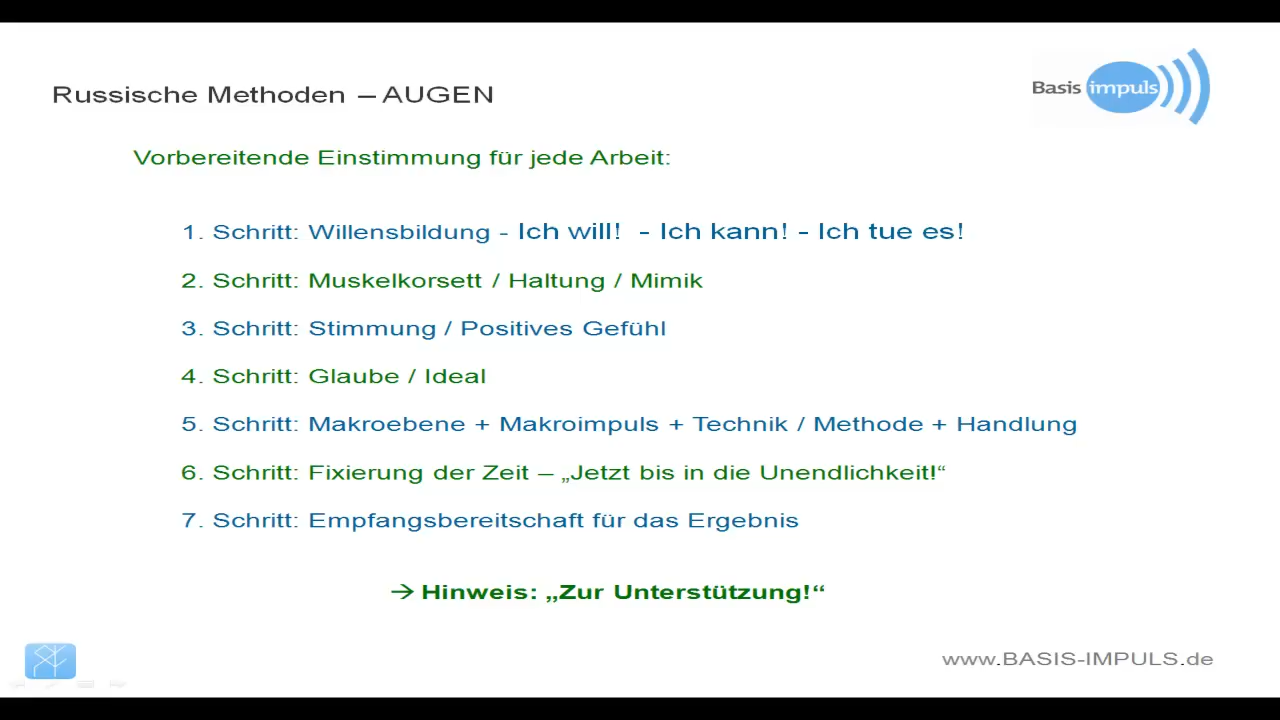 Russische Methoden – AUGEN
Basis impuls
Vorbereitende Einstimmung für jede Arbeit:
1. Schritt: Willensbildung - Ich will!  - Ich kann! - Ich tue es!
2. Schritt: Muskelkorsett / Haltung / Mimik
3. Schritt: Stimmung / Positives Gefühl
4. Schritt: Glaube / Ideal
5. Schritt: Makroebene + Makroimpuls + Technik / Methode + Handlung
6. Schritt: Fixierung der Zeit – „Jetzt bis in die Unendlichkeit!“
7. Schritt: Empfangsbereitschaft für das Ergebnis
→ Hinweis: „Zur Unterstützung!“
www.BASIS-IMPULS.de